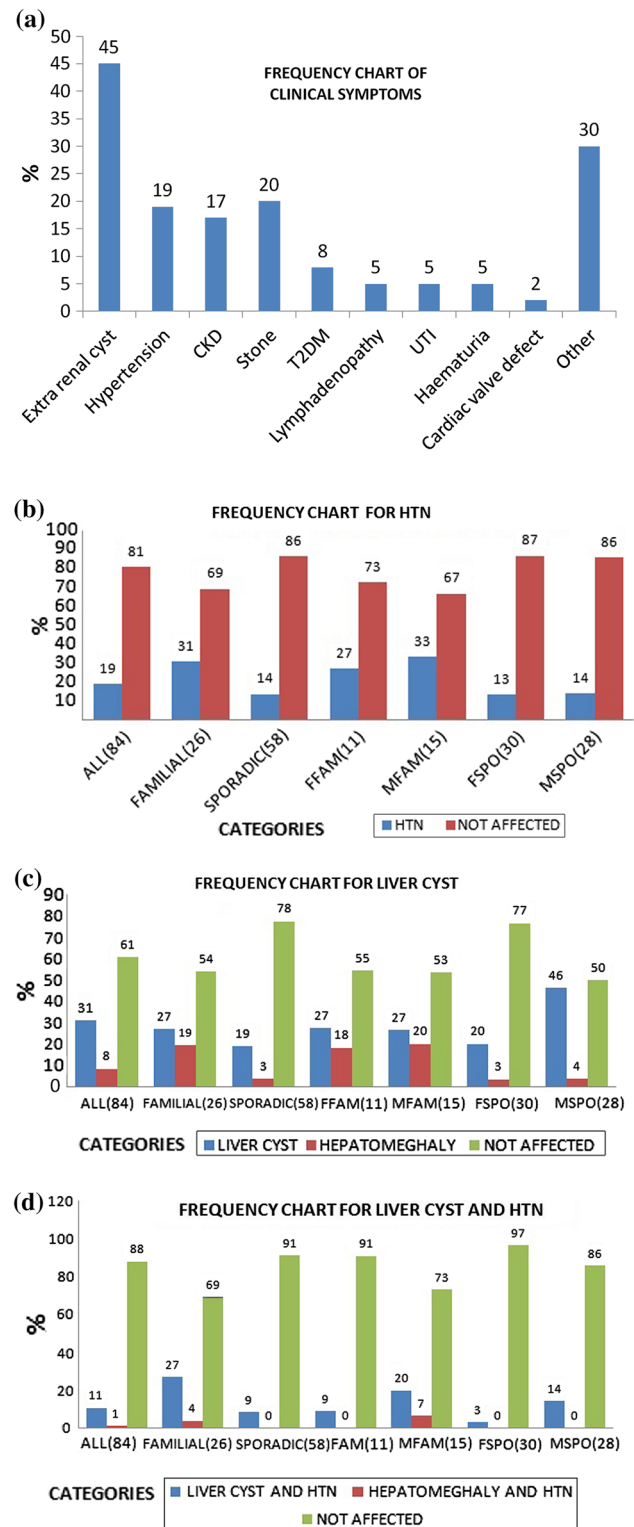 (a)
50
45
40
35
30
25
20
15
10
5
0
%
FREQUENCY CHART OF
CLINICAL SYMPTOMS
45
19
17
20
8
5
5
5
2
30
Extra renal cyst
Hypertension
CKD
Stone
T2DM
Lymphadenopathy
UTI
Haematuria
Cardiac valve defect
Other
(b)
FREQUENCY CHART FOR HTN
100
90
80
70
60
50
40
30
20
10
%
19 81
31 69
14 86
27 73
33 67
13 87
14 86
ALL(84)
FAMILIAL(26)
SPORADIC(58)
FFAM(11)
MFAM(15)
FSPO(30)
MSPO(28)
CATEGORIES
HTN NOT AFFECTED
(c)
FREQUENCY CHART FOR LIVER CYST
90
80
70
60
50
40
30
20
10
0
%
31 8 61
27 19 54
19 3 78
27 18 55
27 20 53
20 3 77
46 4 50
ALL(84) FAMILIAL(26) SPORADIC(58) FFAM(11) MFAM(15) FSPO(30) MSPO(28)
CATEGORIES
LIVER CYST HEPATOMEGHALY NOT AFFECTED
(d)
FREQUENCY CHART FOR LIVER CYST AND HTN
120
100
80
60
40
20
0
%
11 1 88
27 4 69
9 0 91
9 0 91
20 7 73
3 0 97
14 0 86
ALL(84) FAMILIAL(26) SPORADIC(58) FAM(11) MFAM(15) FSPO(30) MSPO(28)
CATEGORIES
LIVER CYST AND HTN HEPATOMEGHALY AND HTN
NOT AFFECTED